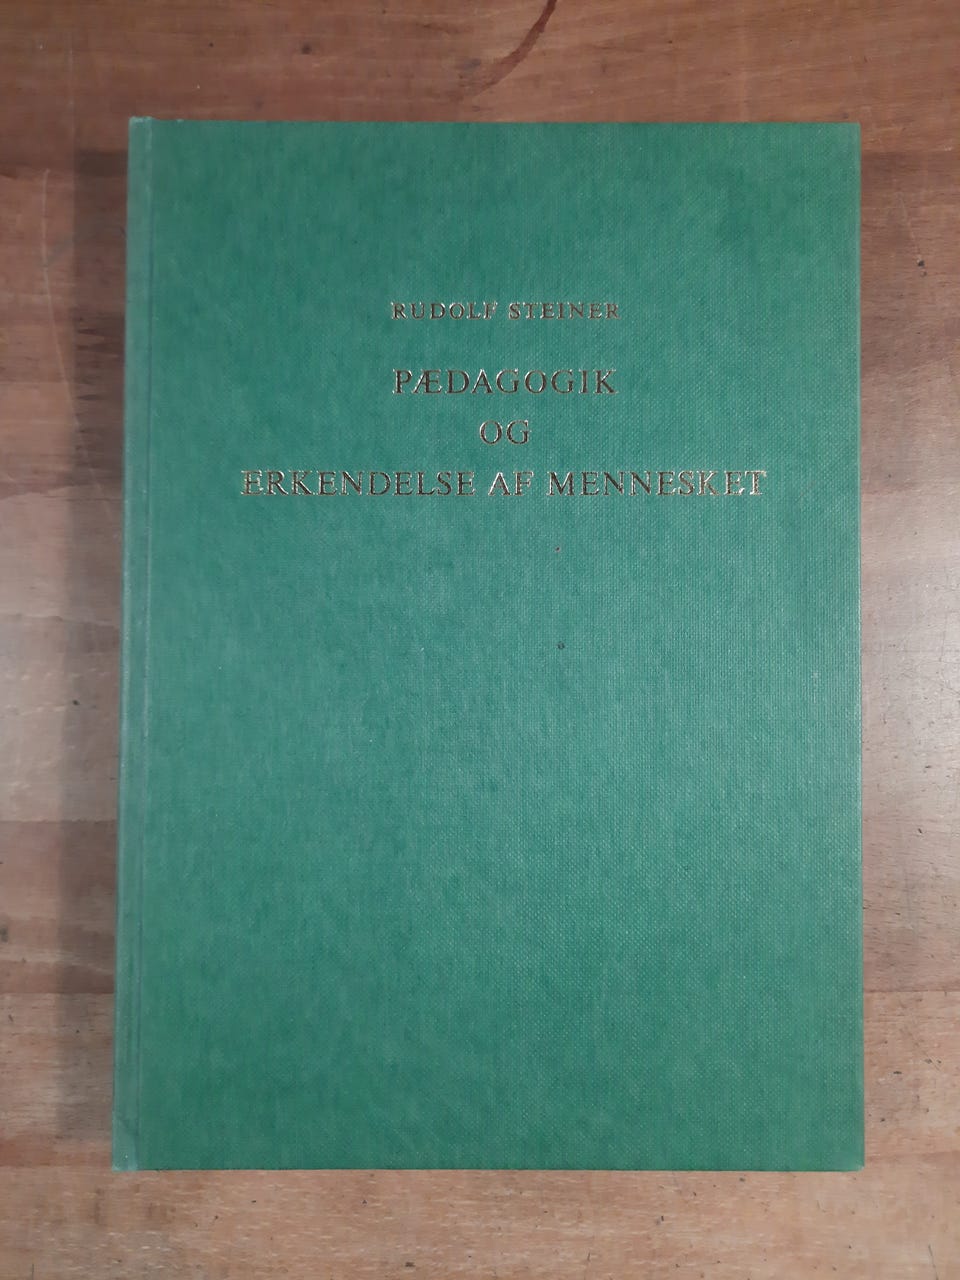 RUDOLF STEINER
PÆDAGOGIK
OG
ERKENDELSE AF MENNESKET